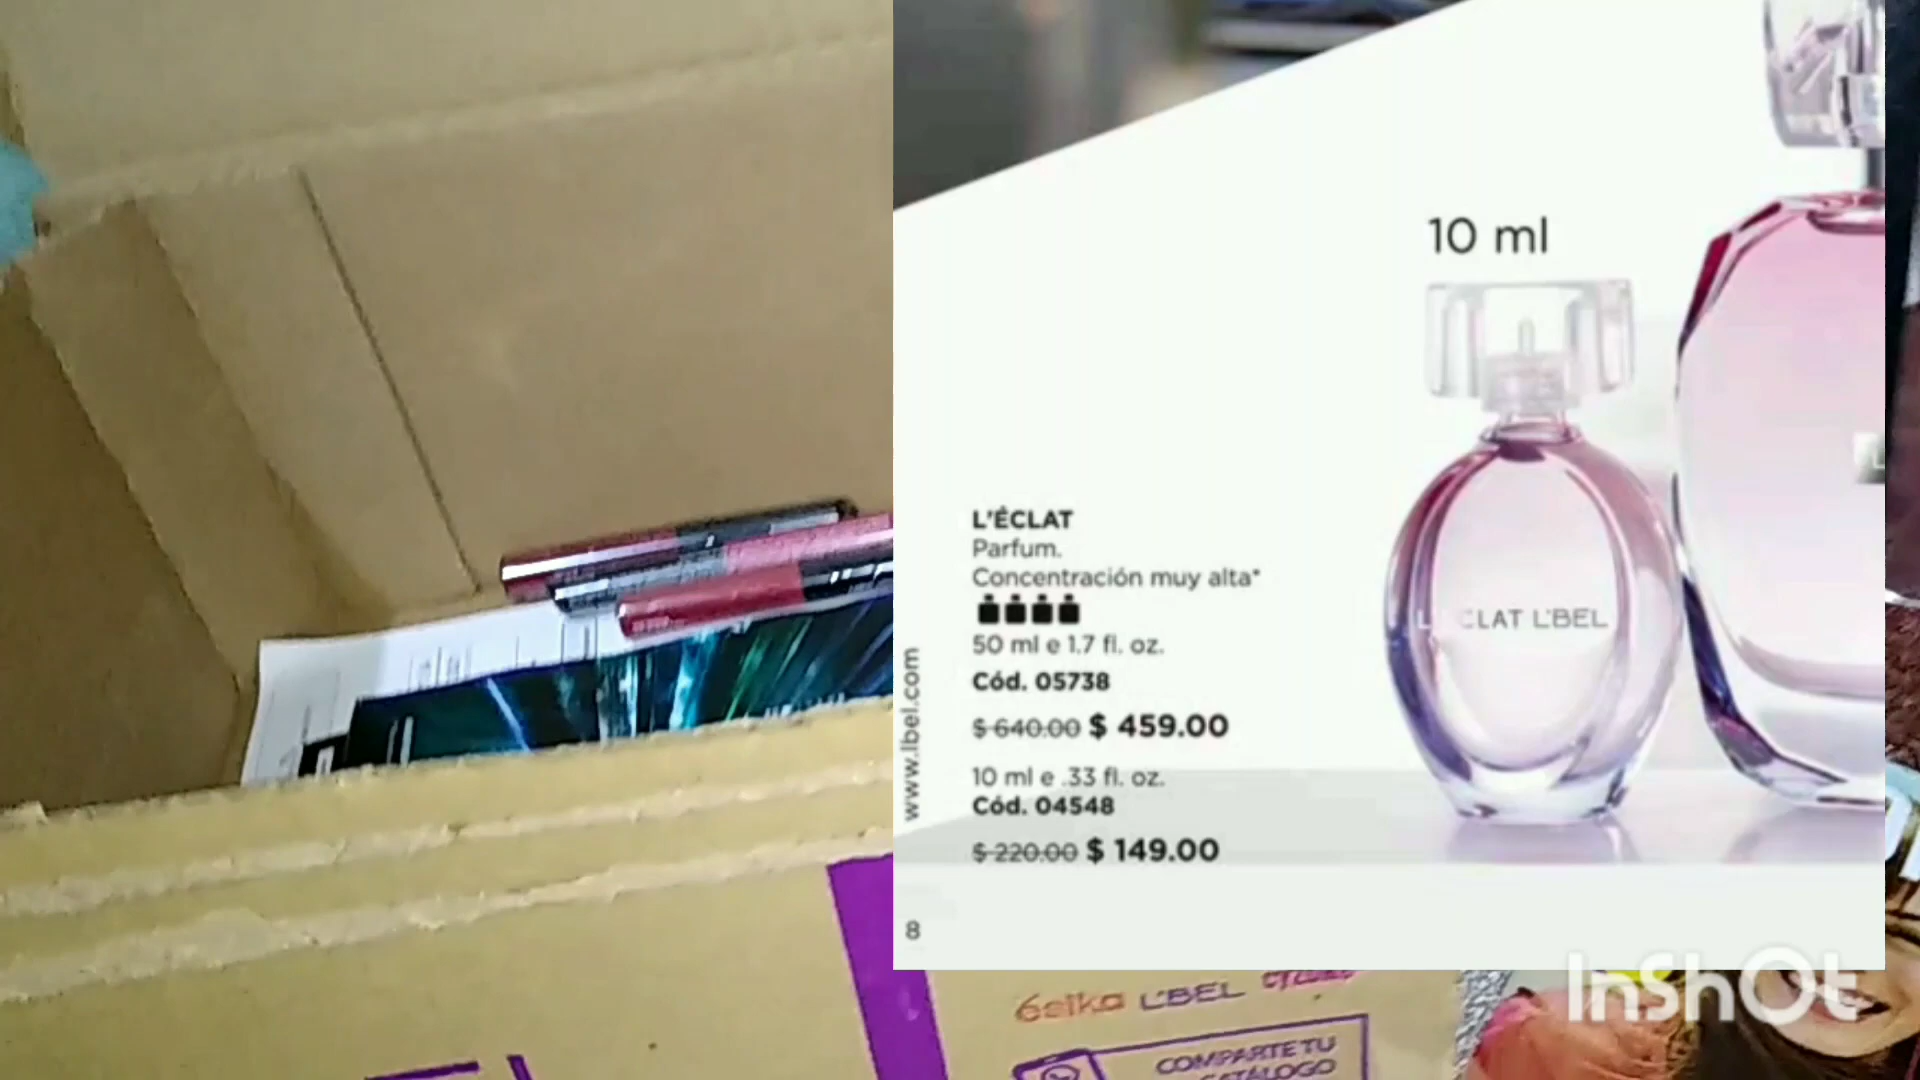 10 ml
L'ÉCLAT
Parfum.
Concentración muy alta*
50 ml e 1.7 fl. oz.
Cód. 05738
$ 640.00 $ 459.00
10 ml e .33 fl. oz.
Cód. 04548
$ 220.00 $ 149.00
www.lbel.com
8
CLAT L'BEL
ésika L'BEL cyzone
COMPARTE TU
CATÁLOGO
InShOt